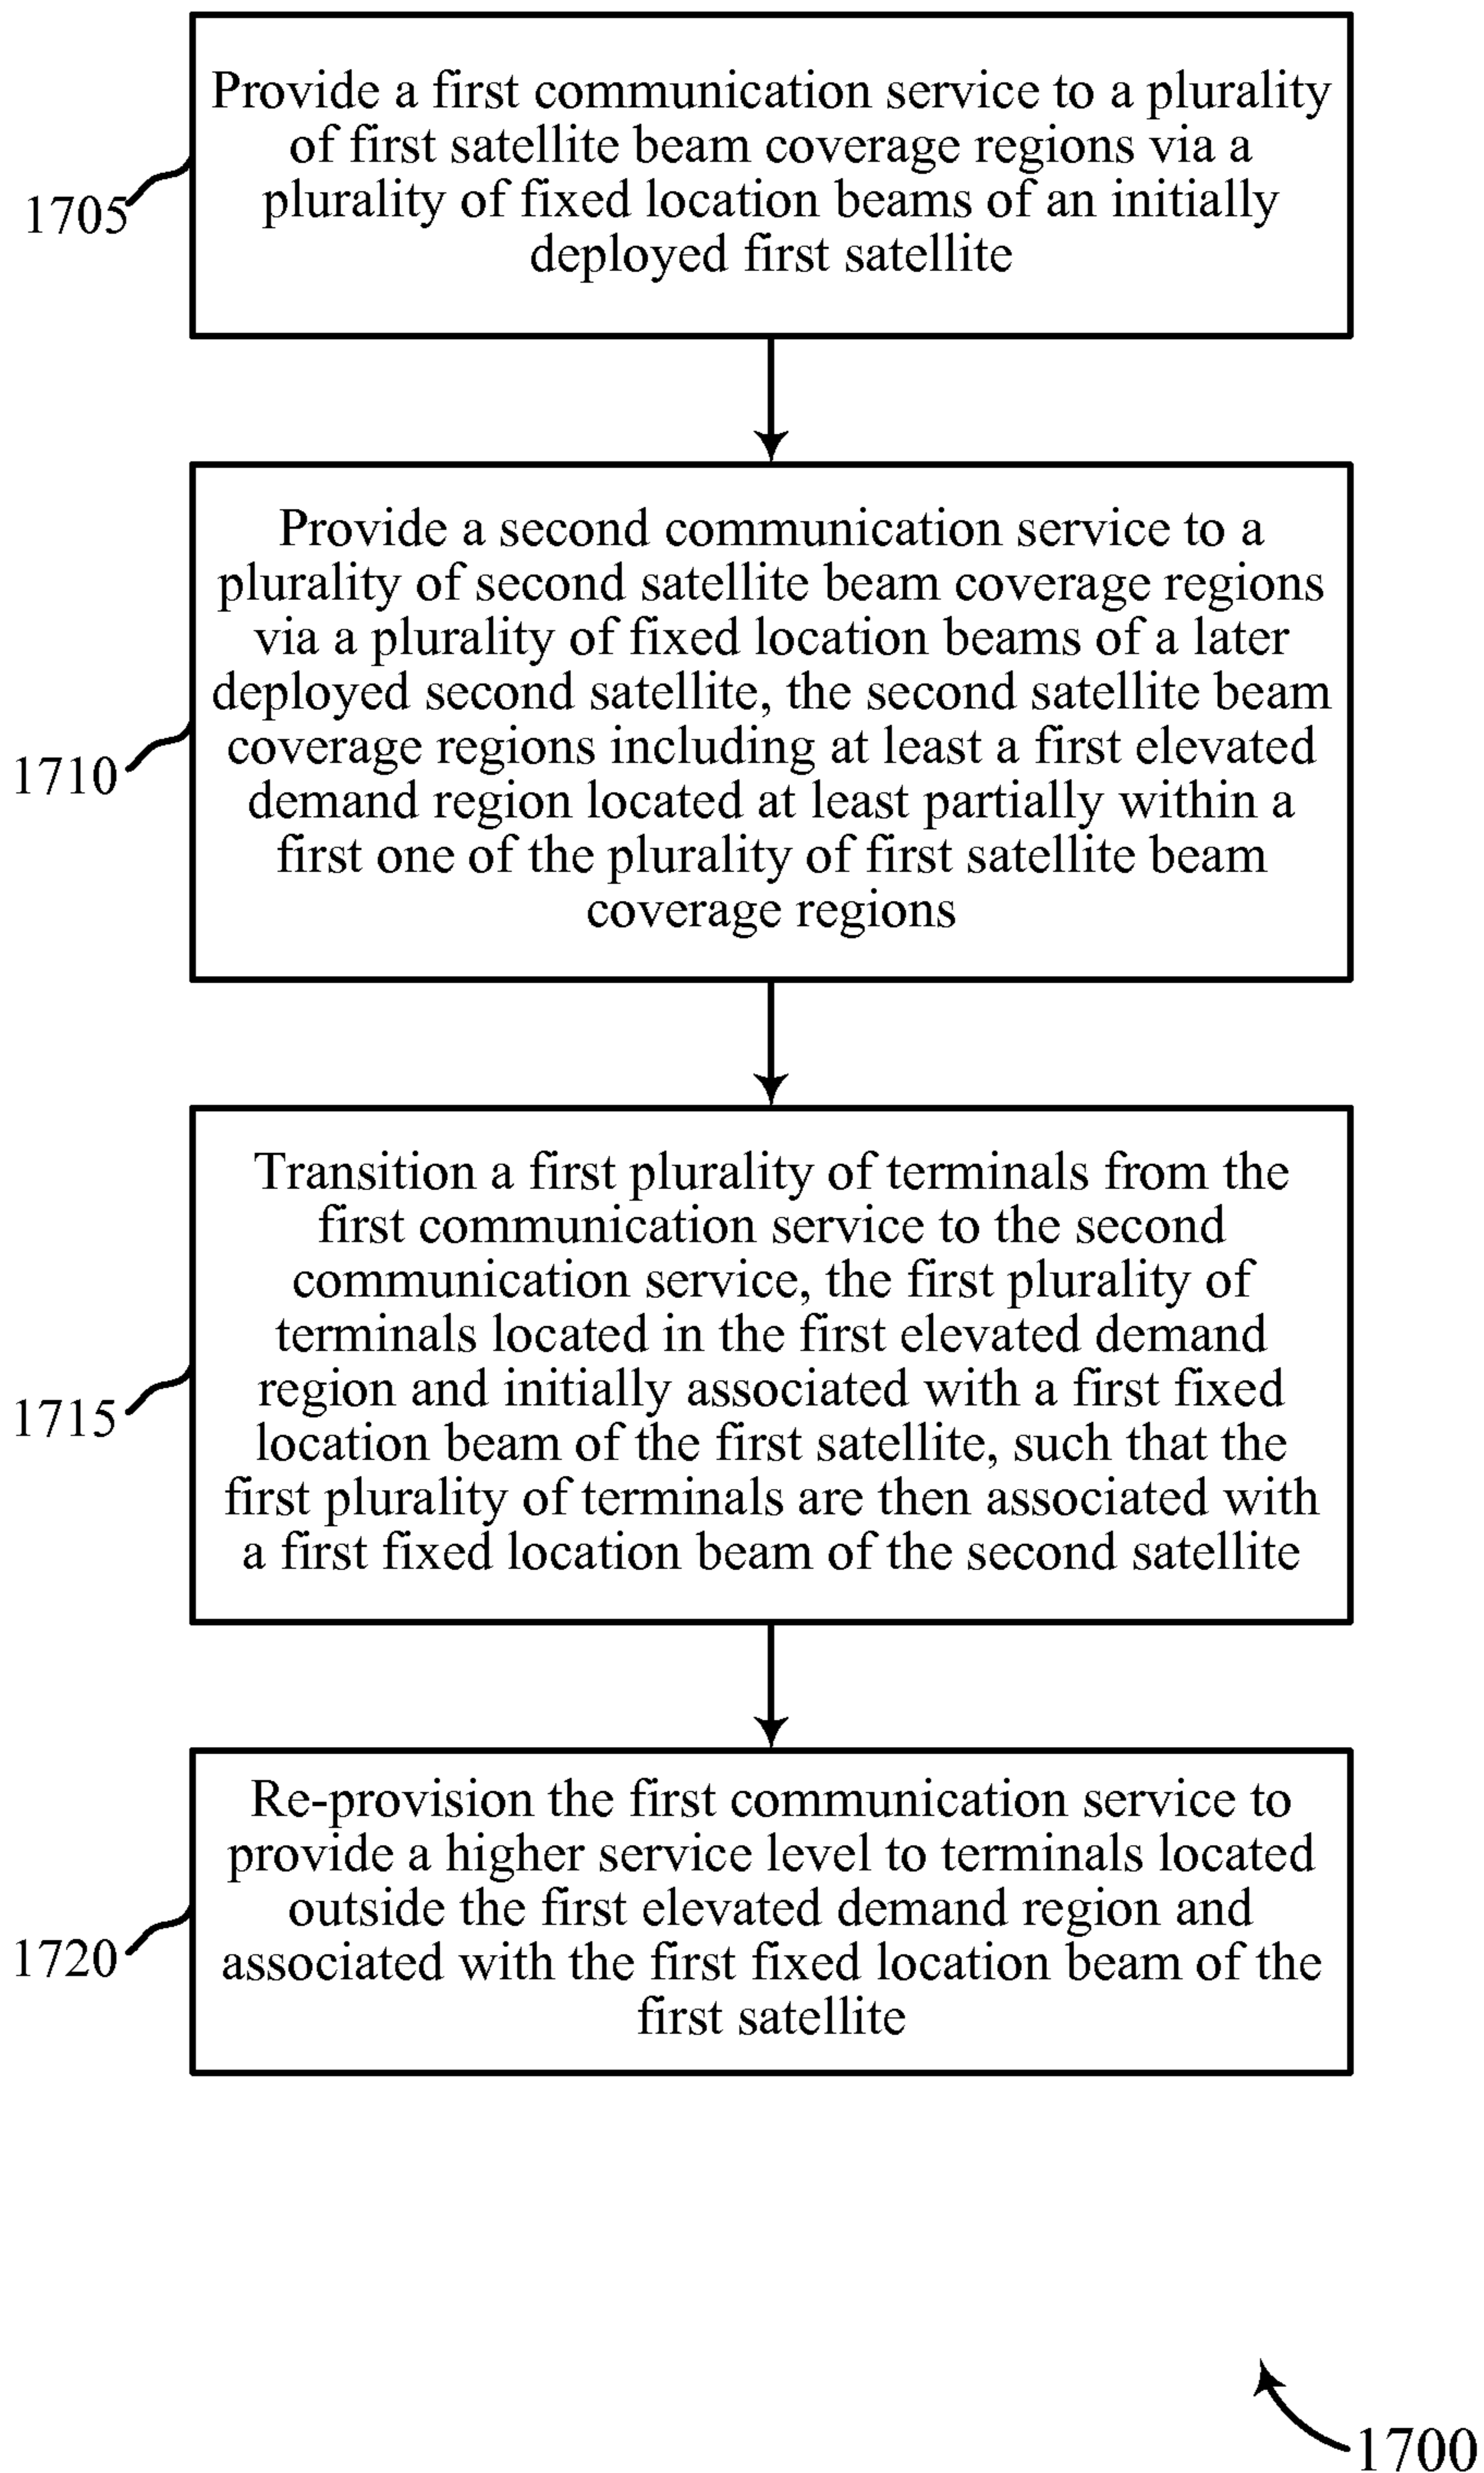 Provide a first communication service to a plurality
of first satellite beam coverage regions via a
plurality of fixed location beams of an initially
deployed first satellite
1705
Provide a second communication service to a
plurality of second satellite beam coverage regions
via a plurality of fixed location beams of a later
deployed second satellite, the second satellite beam
coverage regions including at least a first elevated
demand region located at least partially within a
first one of the plurality of first satellite beam
coverage regions
1710
Transition a first plurality of terminals from the
first communication service to the second
communication service, the first plurality of
terminals located in the first elevated demand
region and initially associated with a first fixed
location beam of the first satellite, such that the
first plurality of terminals are then associated with
a first fixed location beam of the second satellite
1715
Re-provision the first communication service to
provide a higher service level to terminals located
outside the first elevated demand region and
associated with the first fixed location beam of the
first satellite
1720
1700